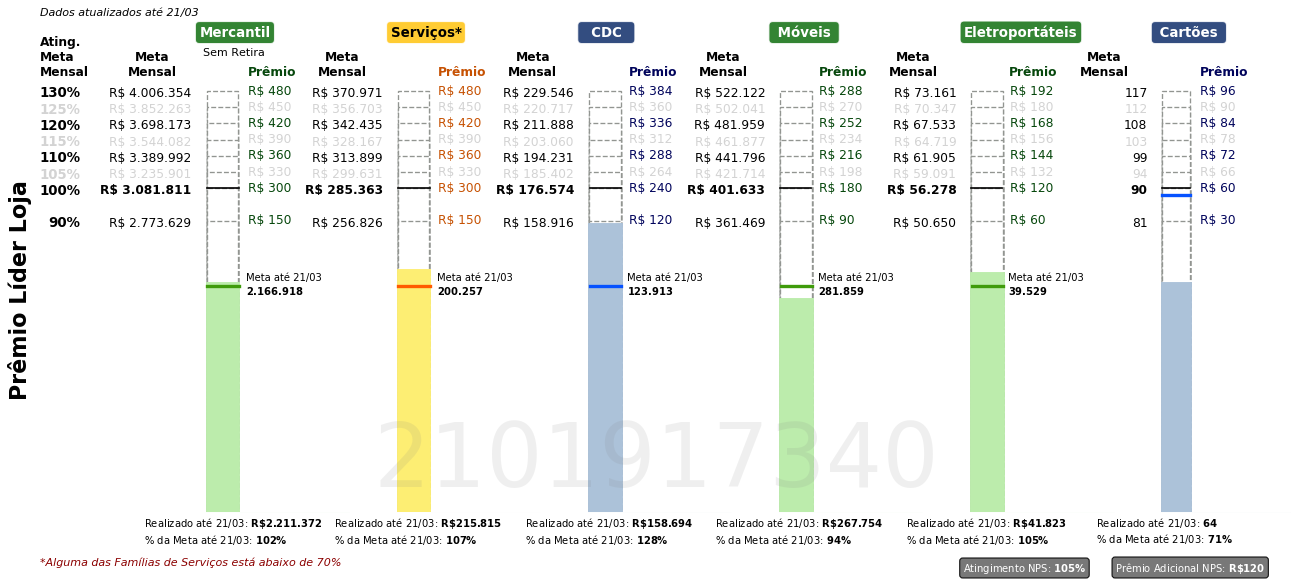 Dados atualizados até 21/03
Mercantil Serviços* CDC Móveis Eletroportáteis Cartões
Sem Retira
Ating. Meta Mensal
Meta Mensal Prêmio Meta Mensal Prêmio Meta Mensal Prêmio Meta Mensal Prêmio Meta Mensal Prêmio Meta Mensal Prêmio
130% R$ 4.006.354 R$ 480 R$ 370.971 R$ 480 R$ 229.546 R$ 384 R$ 522.122 R$ 288 R$ 73.161 R$ 192 117 R$ 96
125% R$ 3.852.263 R$ 450 R$ 356.703 R$ 450 R$ 220.717 R$ 360 R$ 502.041 R$ 270 R$ 70.347 R$ 180 112 R$ 90
120% R$ 3.698.173 R$ 420 R$ 342.435 R$ 420 R$ 211.888 R$ 336 R$ 481.959 R$ 252 R$ 67.533 R$ 168 108 R$ 84
115% R$ 3.544.082 R$ 390 R$ 328.167 R$ 390 R$ 203.060 R$ 312 R$ 461.877 R$ 234 R$ 64.719 R$ 156 103 R$ 78
110% R$ 3.389.992 R$ 360 R$ 313.899 R$ 360 R$ 194.231 R$ 288 R$ 441.796 R$ 216 R$ 61.905 R$ 144 99 R$ 72
105% R$ 3.235.901 R$ 330 R$ 299.631 R$ 330 R$ 185.402 R$ 264 R$ 421.714 R$ 198 R$ 59.091 R$ 132 94 R$ 66
100% R$ 3.081.811 R$ 300 R$ 285.363 R$ 300 R$ 176.574 R$ 240 R$ 401.633 R$ 180 R$ 56.278 R$ 120 90 R$ 60
90% R$ 2.773.629 R$ 150 R$ 256.826 R$ 150 R$ 158.916 R$ 120 R$ 361.469 R$ 90 R$ 50.650 R$ 60 81 R$ 30
Prêmio Líder Loja
Meta até 21/03 Meta até 21/03 Meta até 21/03 Meta até 21/03 Meta até 21/03
2.166.918 200.257 123.913 281.859 39.529
2101917340
Realizado até 21/03: R$2.211.372 Realizado até 21/03: R$215.815 Realizado até 21/03: R$158.694 Realizado até 21/03: R$267.754 Realizado até 21/03: R$41.823 Realizado até 21/03: 64
% da Meta até 21/03: 102% % da Meta até 21/03: 107% % da Meta até 21/03: 128% % da Meta até 21/03: 94% % da Meta até 21/03: 105% % da Meta até 21/03: 71%
*Alguma das Famílias de Serviços está abaixo de 70%
Atingimento NPS: 105% Prêmio Adicional NPS: R$120